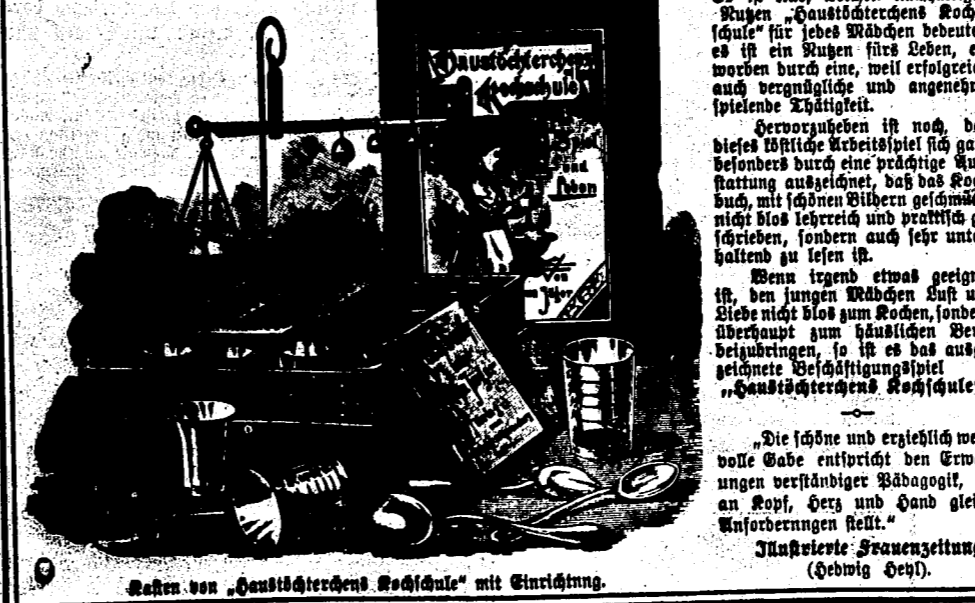 Haustöchterchens
Kochschule
Spiel
und
Leben
Von
Jäger
Kasten von „Haustöchterchens Kochschule“ mit Einrichtnng.
Nutzen „Haustöchterchens Koch
schule“ für jedes Mädchen bedeute
es ist ein Nutzen fürs Leben, e
worben durch eine, weil erfolgreic
auch vergnügliche und angenehm
spielende Thätigkeit.
Hervorzuheben ist noch, d
dieses köstliche Arbeitsspiel sich ga
besonders durch eine prächtige Au
stattung auszeichnet, daß das Ko
buch, mit schönen Bildern geschmü
nicht blos lehrreich und praktisch g
schrieben, sondern auch sehr unt
haltend zu lesen ist.
Wenn irgend etwas geeign
ist, den jungen Mädchen Lust u
Liebe nicht blos zum Kochen, sonde
überhaupt zum häuslichen Be
beizubringen, so ist es das aus
zeichnete Beschäftigungsspiel
„Haustöchterchens Kochschule
„Die schöne und erziehlich we
volle Gabe entspricht den Erw
ungen verständiger Pädagogik,
an Kopf, Herz und Hand glei
Anfordernngen stellt.“
Illustrierte Frauenzeitung
(Hedwig Heyl).